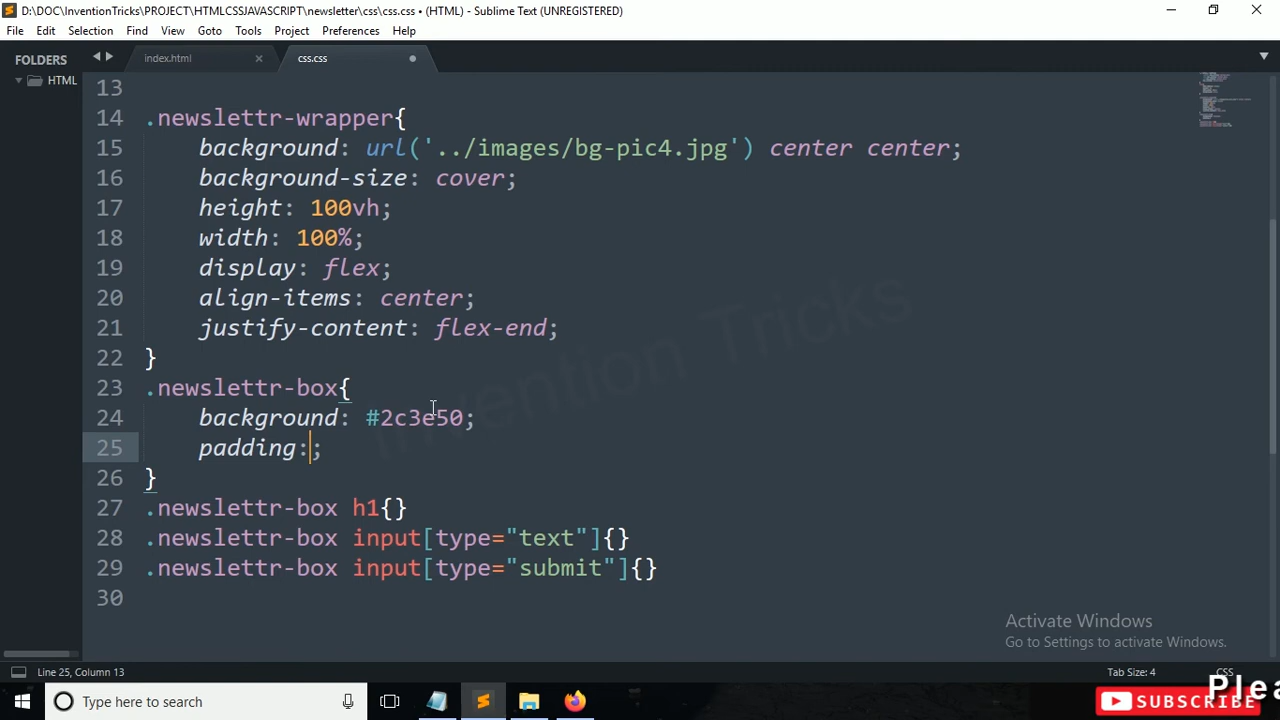 D:\DOC\InventionTricks\PROJECT\HTMLCSSJAVASCRIPT\newsletter\css\css.css • (HTML) - Sublime Text (UNREGISTERED)
File Edit Selection Find View Goto Tools Project Preferences Help
FOLDERS
HTML
index.html
css.css
13
14 .newslettr-wrapper{
15 background: url('../images/bg-pic4.jpg') center center;
16 background-size: cover;
17 height: 100vh;
18 width: 100%;
19 display: flex;
20 align-items: center;
21 justify-content: flex-end;
22 }
23 .newslettr-box{
24 background: #2c3e50;
25 padding:;
26 }
27 .newslettr-box h1{}
28 .newslettr-box input[type="text"]{}
29 .newslettr-box input[type="submit"]{}
30
Invention Tricks
Activate Windows
Go to Settings to activate Windows.
Line 25, Column 13
Tab Size: 4
CSS
Type here to search
SUBSCRIBE
Plea